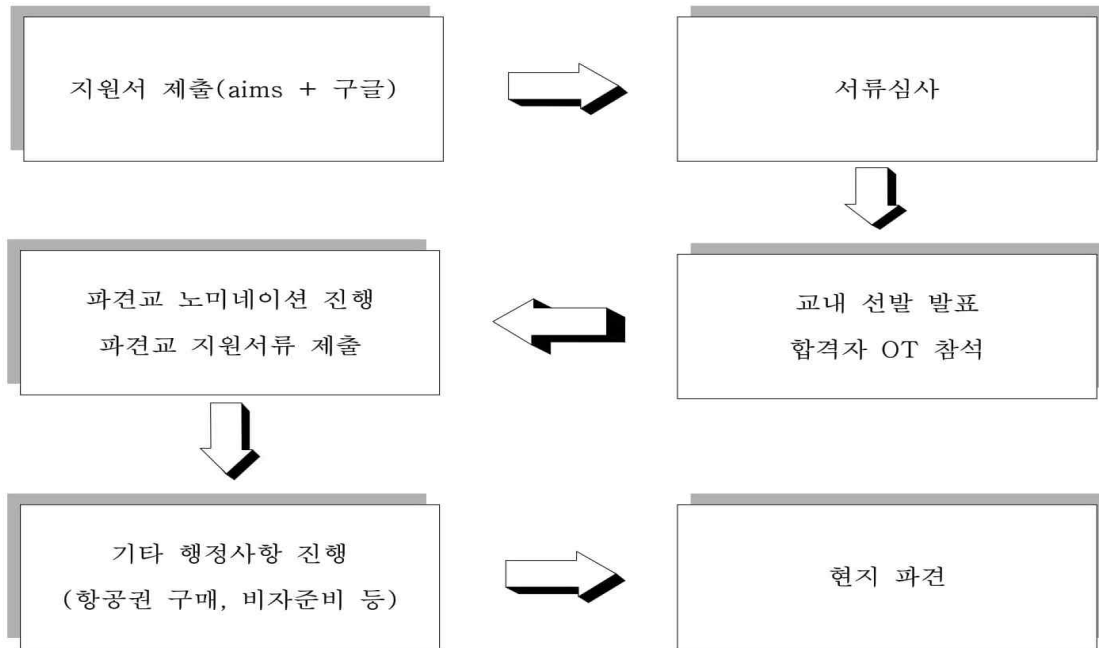 지원서 제출(aims + 구글)
서류심사
교내 선발 발표
합격자 OT 참석
파견교 노미네이션 진행
파견교 지원서류 제출
기타 행정사항 진행
(항공권 구매, 비자준비 등)
현지 파견